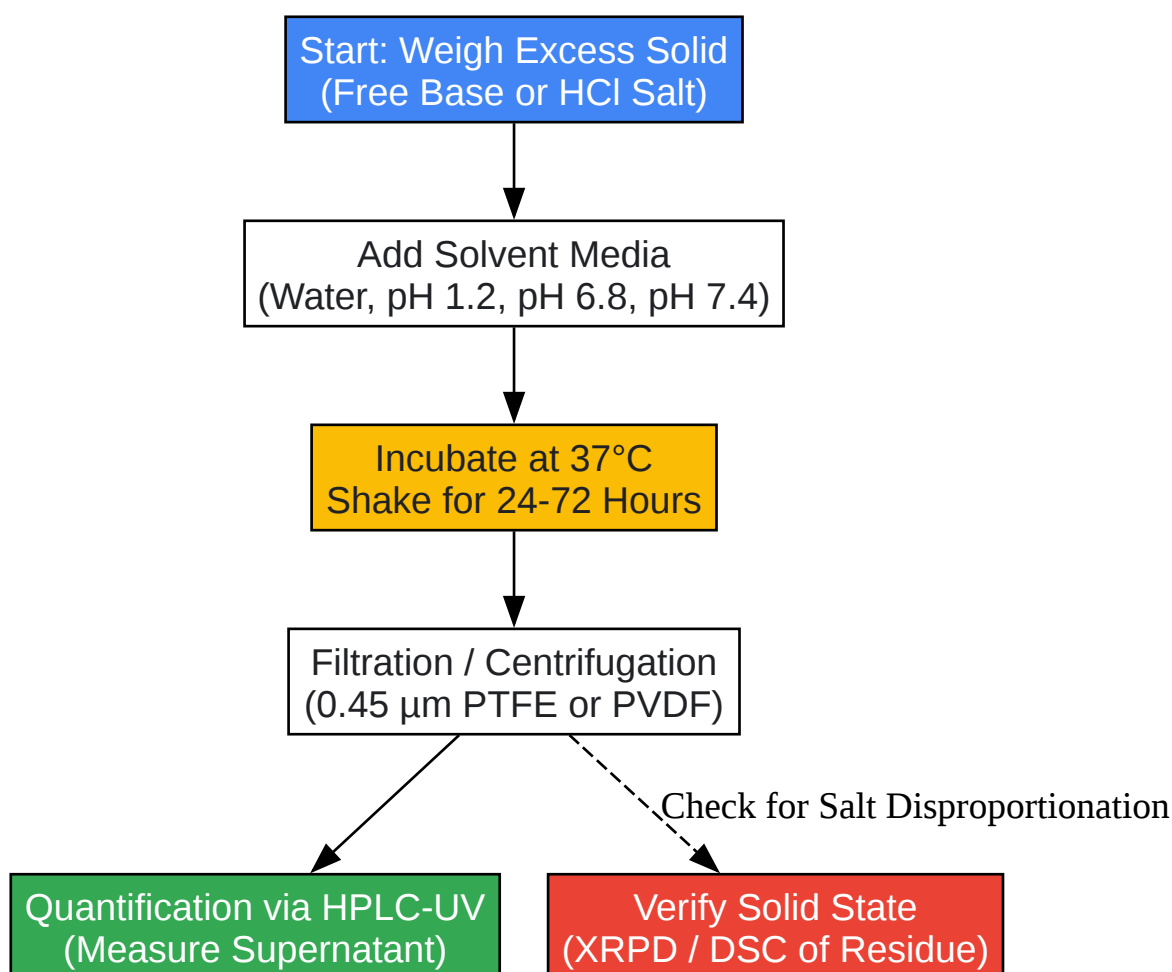 Start: Weigh Excess Solid
(Free Base or HCl Salt)
Add Solvent Media
(Water, pH 1.2, pH 6.8, pH 7.4)
Incubate at 37°C
Shake for 24-72 Hours
Filtration / Centrifugation
(0.45 µm PTFE or PVDF)
Check for Salt Disproportionation
Quantification via HPLC-UV
(Measure Supernatant)
Verify Solid State
(XRPD / DSC of Residue)